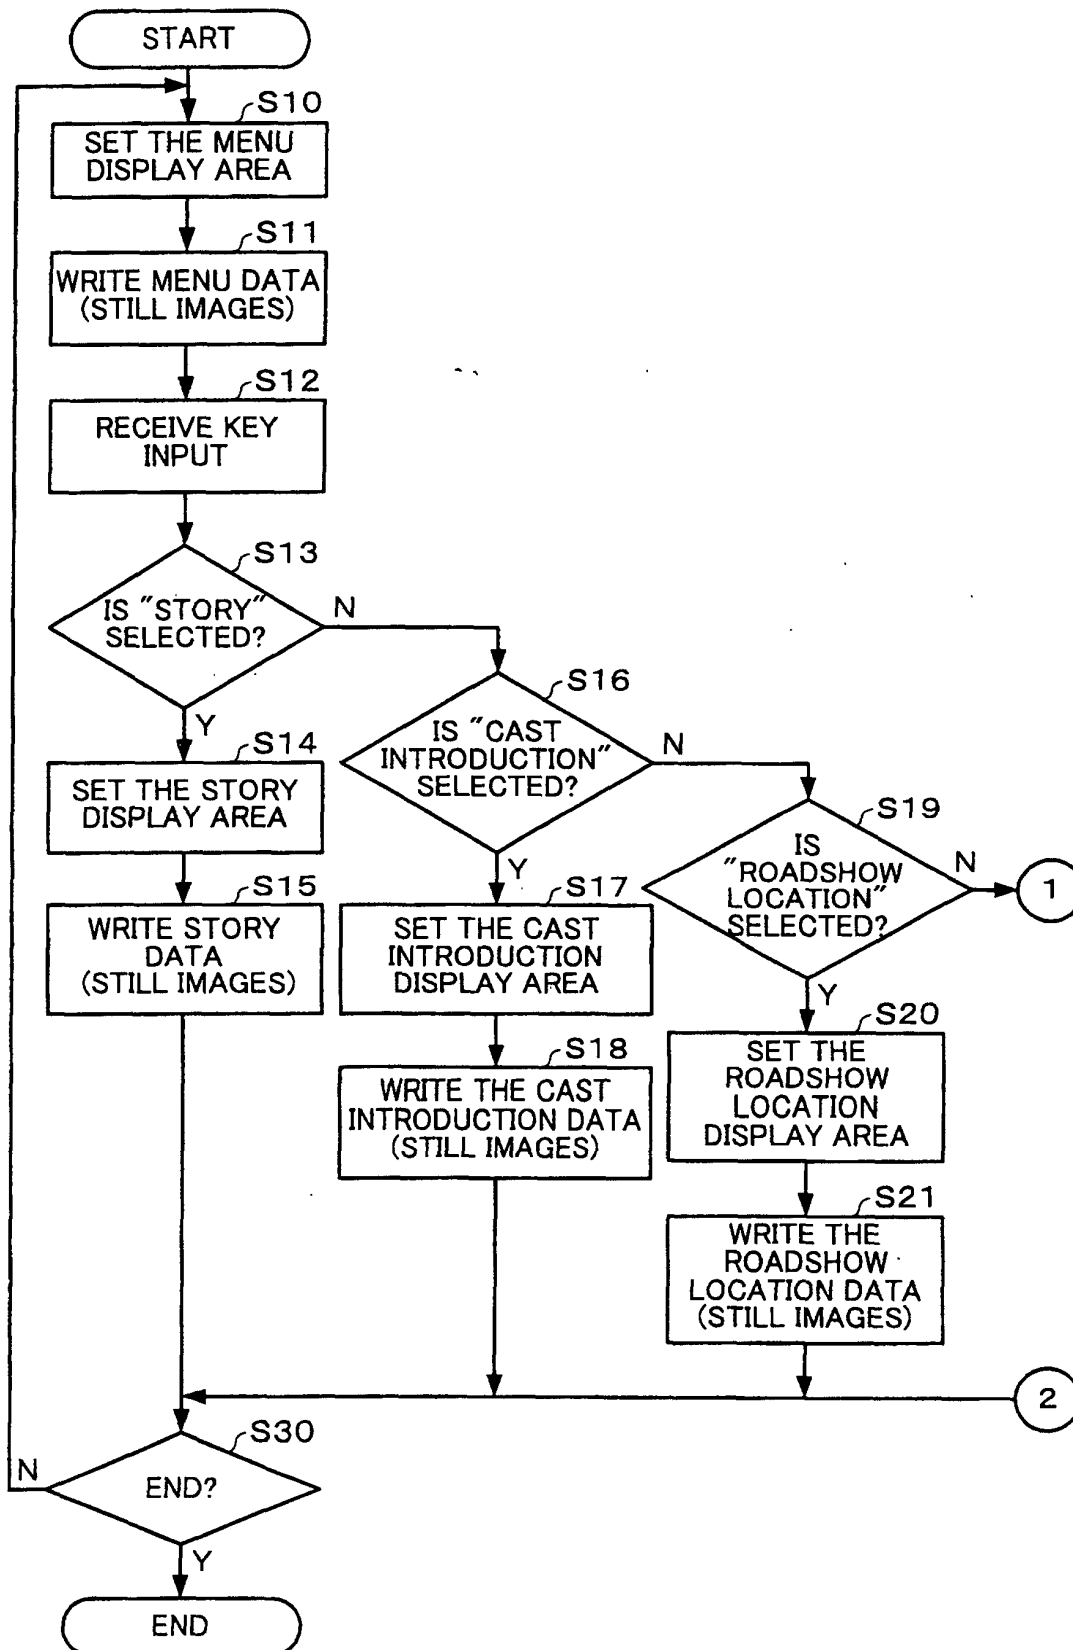 START
S10
SET THE MENU
DISPLAY AREA
S11
WRITE MENU DATA
(STILL IMAGES)
S12
RECEIVE KEY
INPUT
S13
IS "STORY"
SELECTED?
N
Y
S14
SET THE STORY
DISPLAY AREA
S15
WRITE STORY
DATA
(STILL IMAGES)
S16
IS "CAST
INTRODUCTION"
SELECTED?
N
Y
S17
SET THE CAST
INTRODUCTION
DISPLAY AREA
S18
WRITE THE CAST
INTRODUCTION DATA
(STILL IMAGES)
S19
IS
"ROADSHOW
LOCATION"
SELECTED?
N
1
Y
S20
SET THE
ROADSHOW
LOCATION
DISPLAY AREA
S21
WRITE THE
ROADSHOW
LOCATION DATA
(STILL IMAGES)
2
S30
END?
N
Y
END